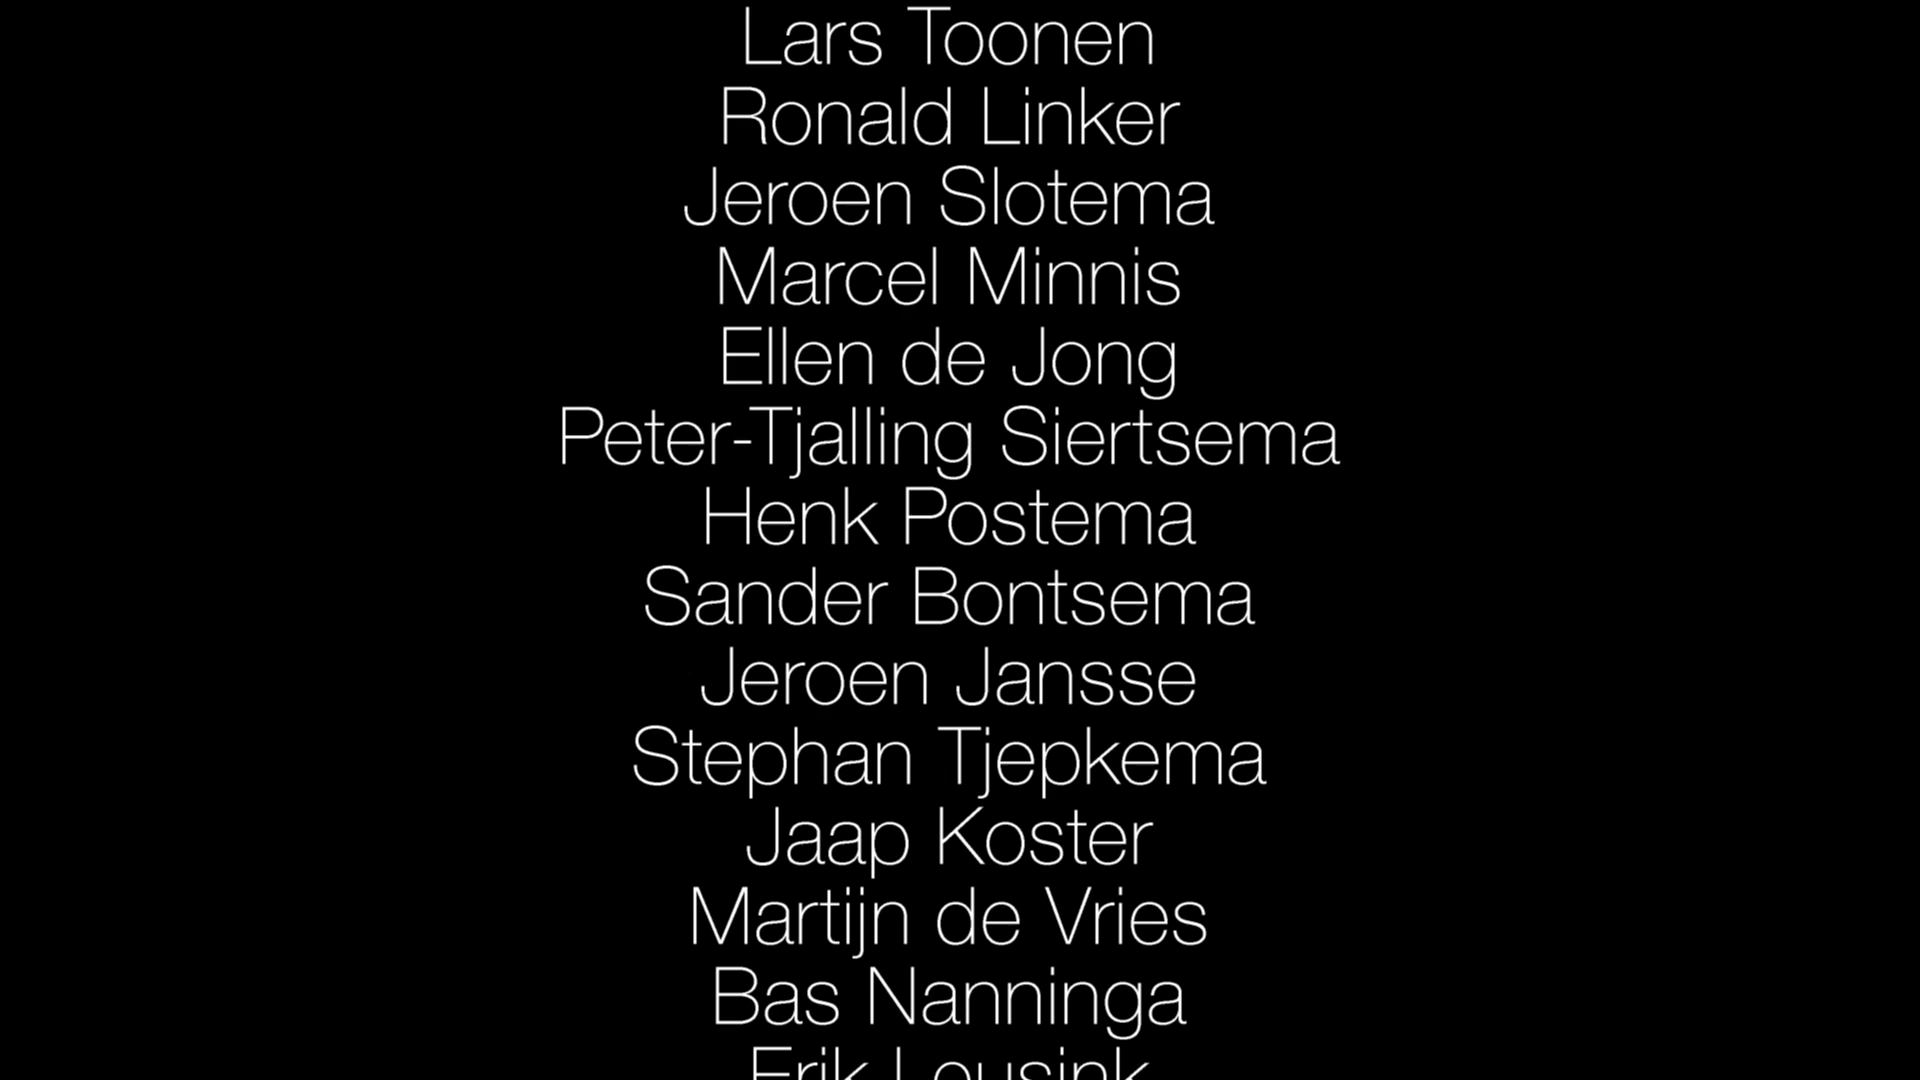 Lars Toonen
Ronald Linker
Jeroen Slotema
Marcel Minnis
Ellen de Jong
Peter-Tjalling Siertsema
Henk Postema
Sander Bontsema
Jeroen Jansse
Stephan Tjepkema
Jaap Koster
Martijn de Vries
Bas Nanninga
Erik